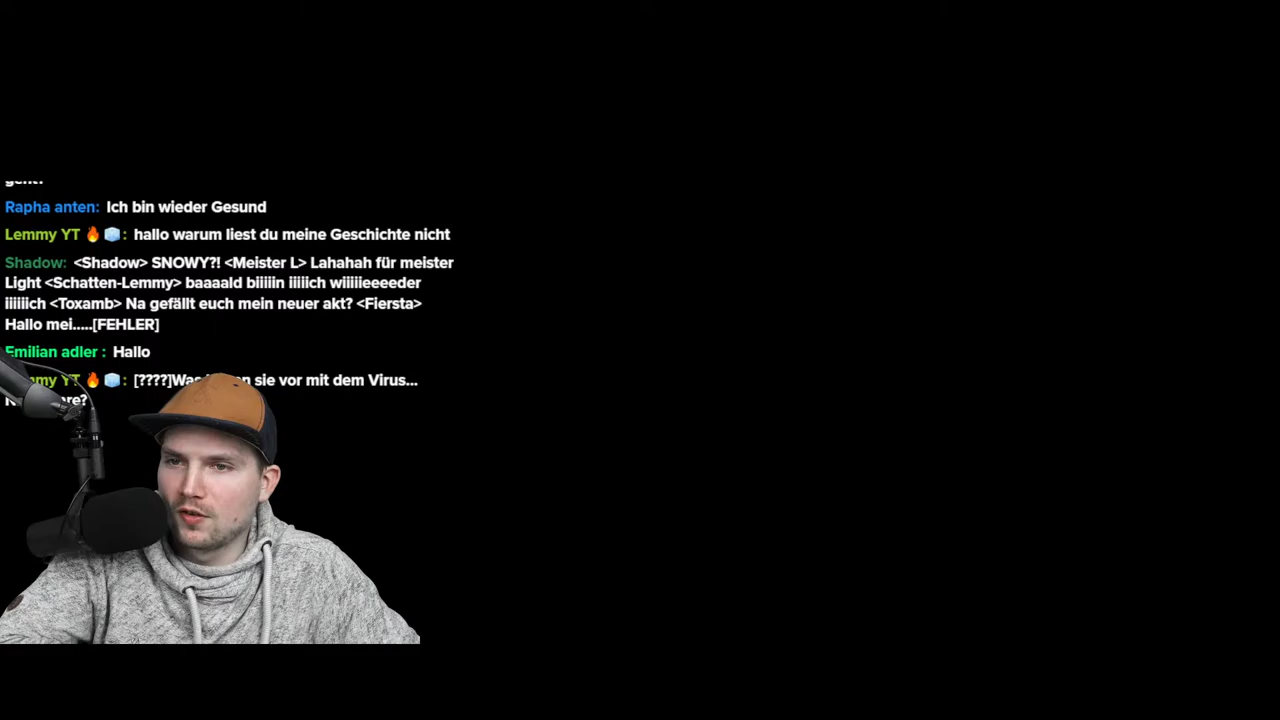 Rapha anten: Ich bin wieder Gesund
Lemmy YT 🔥🧊: hallo warum liest du meine Geschichte nicht
Shadow: <Shadow> SNOWY?! <Meister L> Lahahah für meister
Light <Schatten-Lemmy> baaaald biiiiin iiiiich wiiiiieeeeder
iiiiiich <Toxamb> Na gefällt euch mein neuer akt? <Fiersta>
Hallo mei.....[FEHLER]
Emilian adler : Hallo
YT 🔥🧊: [????]Was sie vor mit dem Virus...